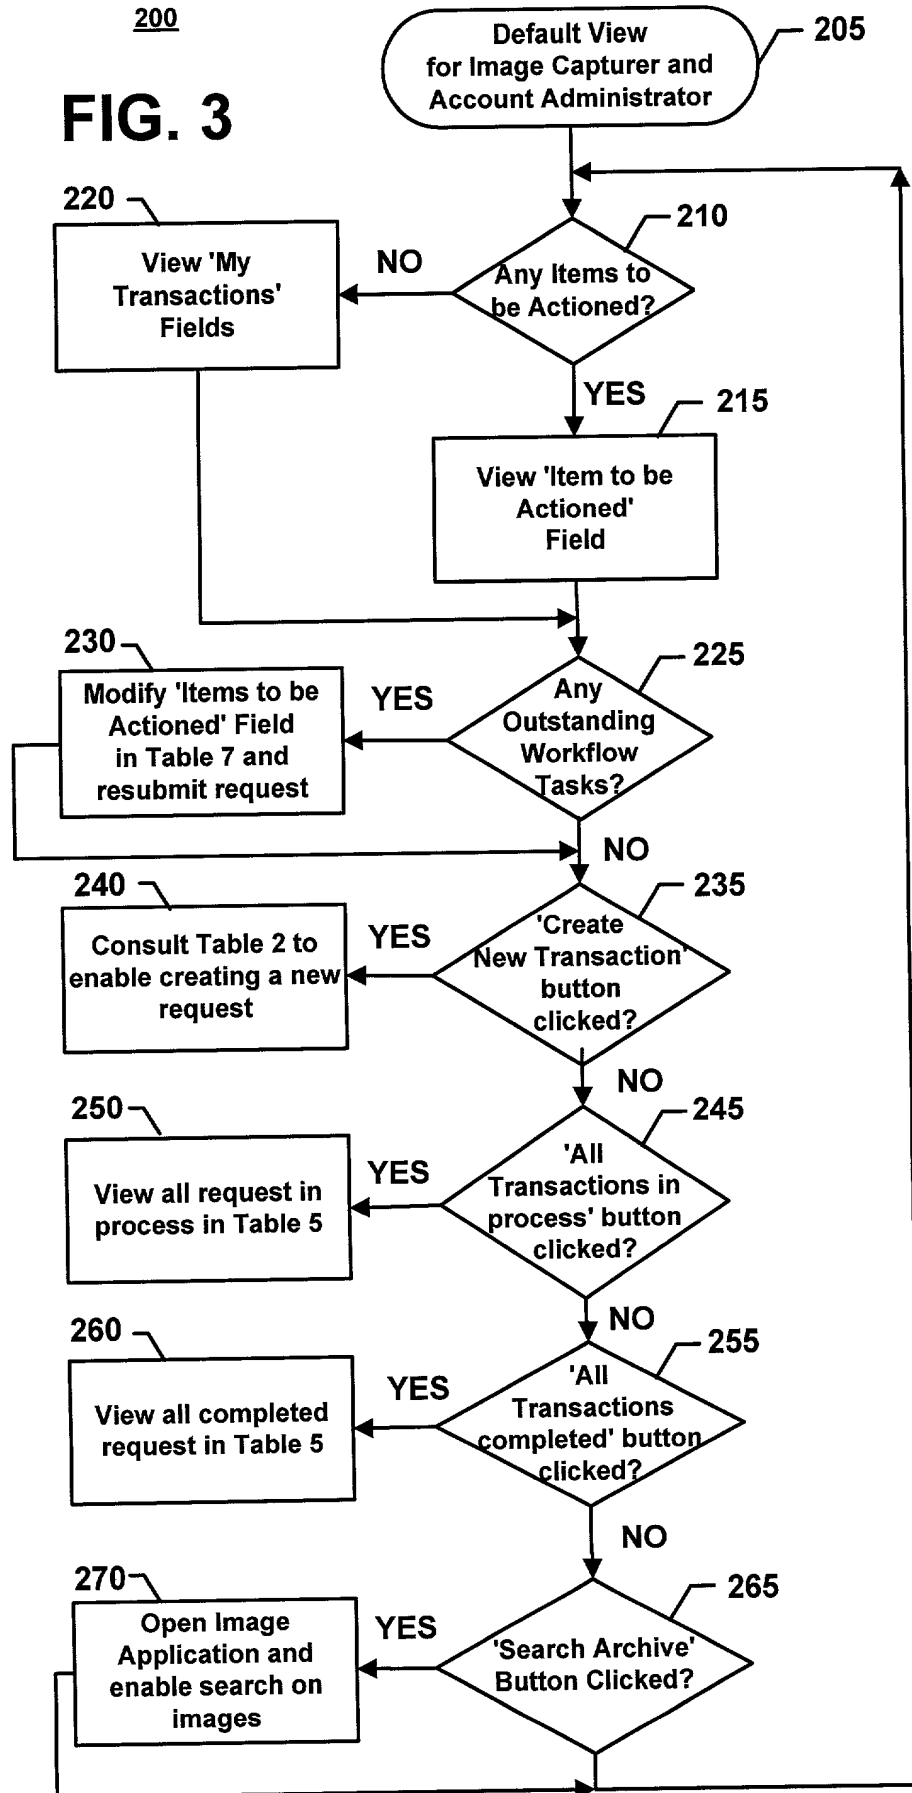 200
FIG. 3
Default View
for Image Capturer and
Account Administrator
205
220
View 'My
Transactions'
Fields
NO
210
Any Items to
be Actioned?
YES
215
View 'Item to be
Actioned'
Field
230
Modify 'Items to be
Actioned' Field
in Table 7 and
resubmit request
YES
225
Any
Outstanding
Workflow
Tasks?
NO
240
Consult Table 2 to
enable creating a new
request
YES
235
'Create
New Transaction'
button
clicked?
NO
250
View all request in
process in Table 5
YES
245
'All
Transactions in
process' button
clicked?
NO
260
View all completed
request in Table 5
YES
255
'All
Transactions
completed' button
clicked?
NO
270
Open Image
Application and
enable search on
images
YES
265
'Search Archive'
Button Clicked?